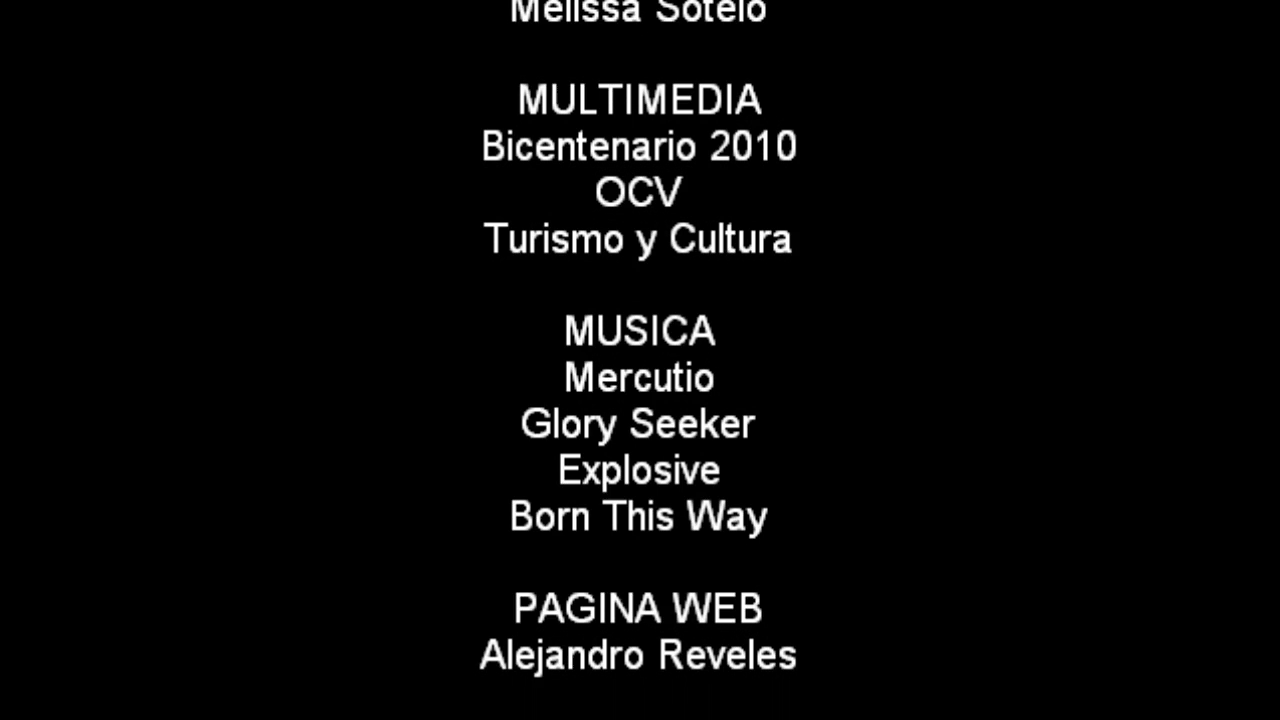 Melissa Sotelo
MULTIMEDIA
Bicentenario 2010
OCV
Turismo y Cultura
MUSICA
Mercutio
Glory Seeker
Explosive
Born This Way
PAGINA WEB
Alejandro Reveles